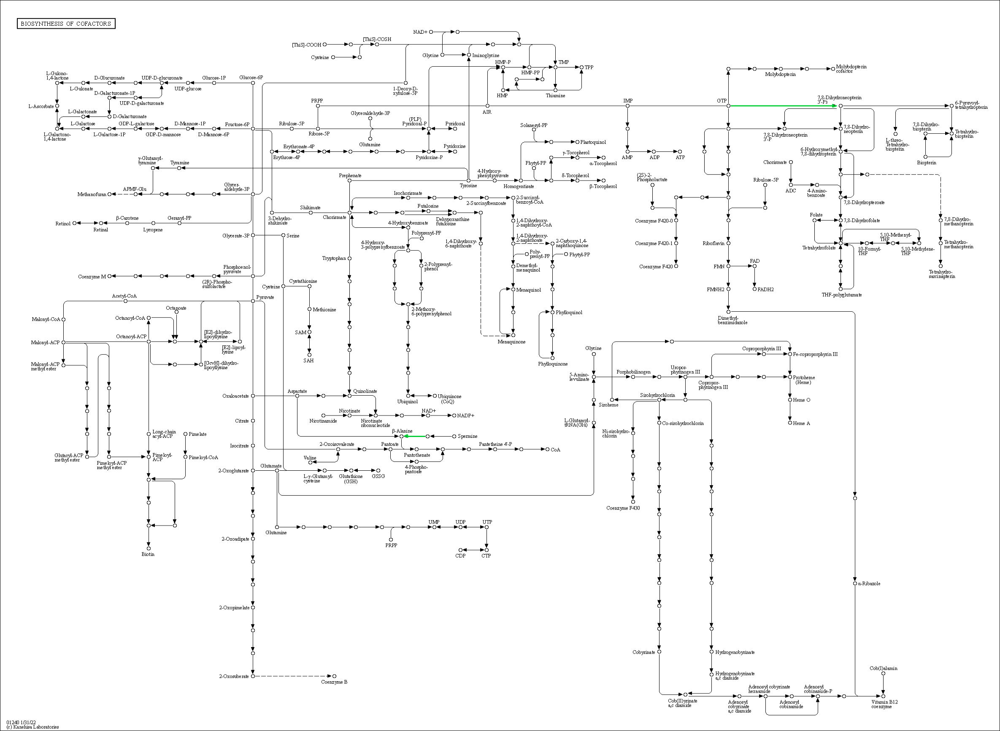 BIOSYNTHESIS OF COFACTORS
NAD+
[ThiS]-COOH
[ThiS]-COSH
Cysteine
Glycine
Iminoglycine
HMP-P
TMP
TPP
HMP-PP
HMP
Thiamine
1-Deoxy-D-
xylulose-5P
L-Gulono-
1,4-lactone
D-Glucuronate
UDP-D-glucuronate
Glucose-1P
Glucose-6P
L-Gulonate
UDP-glucose
D-Galacturonate-1P
UDP-D-galacturonate
L-Ascorbate
L-Galactonate
D-Galacturonate
L-Galactose
GDP-L-galactose
D-Mannose-1P
Fructose-6P
L-Galactono-
1,4-lactone
L-Galactose-1P
GDP-D-mannose
D-Mannose-6P
PRPP
AIR
IMP
GTP
Molybdopterin
Molybdopterin
cofactor
7,8-Dihydroneopterin
3'-P3
6-Pyruvoyl-
tetrahydropterin
Glyceraldehyde-3P
Ribulose-5P
Ribose-5P
(PLP)
Pyridoxal-P
Pyridoxal
Glutamine
Erythronate-4P
Erythrose-4P
Pyridoxine-P
Pyridoxine
Solanesyl-PP
Plastoquinol
γ-Tocopherol
α-Tocopherol
Phytyl-PP
δ-Tocopherol
β-Tocopherol
AMP
ADP
ATP
7,8-Dihydroneopterin
3'-P
7,8-Dihydro-
neopterin
L-threo-
Tetrahydro-
biopterin
7,8-Dihydro-
biopterin
Tetrahydro-
biopterin
Biopterin
6-Hydroxymethyl-
7,8-dihydropterin
γ-Glutamyl-
tyramine
Tyramine
Prephenate
Tyrosine
4-Hydroxy-
phenylpyruvate
Homogentisate
(2S)-2-
Phospholactate
Ribulose-5P
Chorismate
ADC
4-Amino-
benzoate
7,8-Dihydropteroate
Methanofuran
APMF-Glu
Glycer-
aldehyde-3P
Isochorismate
2-Succinylbenzoate
2-Succinyl-
benzoyl-CoA
Shikimate
3-Dehydro-
shikimate
Chorismate
Futalosine
Dehypoxanthine
futalosine
Retinol
Retinal
β-Carotene
Lycopene
Geranyl-PP
4-Hydroxybenzoate
1,4-Dihydroxy-
2-naphthoyl-CoA
Coenzyme F420-0
Folate
7,8-Dihydrofolate
7,8-Dihydro-
methanopterin
Glycerate-3P
Serine
Polyprenyl-PP
4-Hydroxy-
3-polyprenylbenzoate
1,4-Dihydroxy-
6-naphthoate
1,4-Dihydroxy-
2-naphthoate
2-Carboxy-1,4-
naphthoquinone
Coenzyme F420-1
Riboflavin
Tetrahydrofolate
10-Formyl-
THF
5,10-Methenyl-
THF
5,10-Methylene-
THF
Tetrahydro-
methanopterin
Tryptophan
2-Polyprenyl-
phenol
Poly-
prenyl-PP
Phytyl-PP
Demethyl-
menaquinol
Coenzyme F420
FMN
FAD
Tetrahydro-
sarcinapterin
Coenzyme M
(2R)-Phospho-
sulfolactate
Phosphoenol-
pyruvate
Cysteine
Cystathionine
Menaquinol
FMNH2
FADH2
THF-polyglutamate
Acetyl-CoA
Pyruvate
Methionine
2-Methoxy-
6-polyprenylphenol
Phylloquinol
Dimethyl-
benzimidazole
Malonyl-CoA
Octanoyl-CoA
Octanoate
SAM
Menaquinone
Malonyl-ACP
Octanoyl-ACP
[E2]-dihydro-
lipoyllysine
[E2]-lipoyl-
lysine
Malonyl-ACP
methyl ester
[GcvH]-dihydro-
lipoyllysine
SAH
Phylloquinone
Glycine
5-Amino-
levulinate
Porphobilinogen
Uropor-
phyrinogen III
Copropor-
phyrinogen III
Coproporphyrin III
Fe-coproporphyrin III
Protoheme
(Heme)
Oxaloacetate
Aspartate
Quinolinate
Ubiquinol
Ubiquinone
(CoQ)
Siroheme
Sirohydrochlorin
Heme O
Citrate
Nicotinamide
Nicotinate
Nicotinate
ribonucleotide
NAD+
NADP+
L-Glutamyl-
tRNA(Glu)
Ni-sirohydro-
chlorin
Co-sirohydrochlorin
Heme A
Long-chain
acyl-ACP
Pimelate
β-Alanine
Spermine
Isocitrate
2-Oxoisovalerate
Pantoate
Pantothenate
Pantetheine 4'-P
CoA
Glutaryl-ACP
methyl ester
Pimeloyl-ACP
methyl ester
Pimeloyl-
ACP
Pimeloyl-CoA
Valine
4-Phospho-
pantoate
2-Oxoglutarate
Glutamate
L-γ-Glutamyl-
cysteine
Glutathione
(GSH)
GSSG
Coenzyme F430
2-Oxoadipate
Glutamine
PRPP
UMP
UDP
UTP
CDP
CTP
Biotin
α-Ribazole
2-Oxopimelate
Cobyrinate
Hydrogenobyrinate
2-Oxosuberate
Coenzyme B
Hydrogenobyrinate
a,c diamide
Cob(I)alamin
Cob(II)yrinate
a,c diamide
Adenosyl
cobyrinate
a,c diamide
Adenosyl cobyrinate
hexaamide
Adenosyl
cobinamide
Adenosyl
cobinamide-P
Vitamin B12
coenzyme
01240 1/31/22
(c) Kanehisa Laboratories